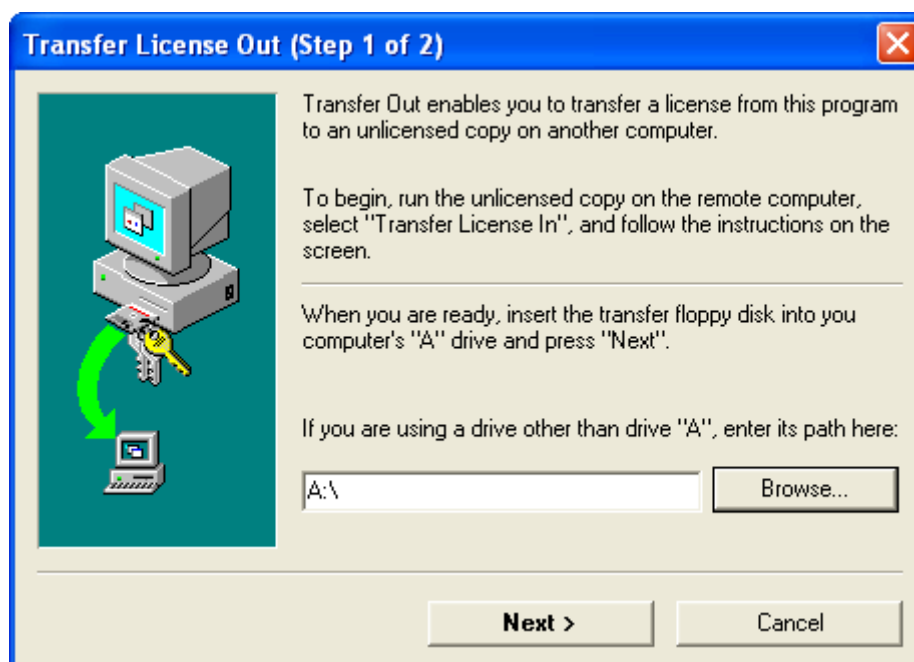 Transfer License Out (Step 1 of 2)
Transfer Out enables you to transfer a license from this program
to an unlicensed copy on another computer.
To begin, run the unlicensed copy on the remote computer,
select "Transfer License In", and follow the instructions on the
screen.
When you are ready, insert the transfer floppy disk into you
computer's "A" drive and press "Next".
If you are using a drive other than drive "A", enter its path here:
A:\
Browse...
Next >
Cancel